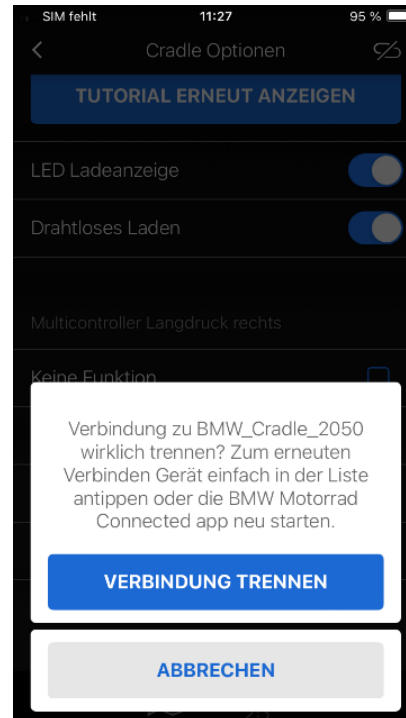 SIM fehlt 11:27 95 %
Cradle Optionen
TUTORIAL ERNEUT ANZEIGEN
LED Ladeanzeige
Drahtloses Laden
Multicontroller Langdruck rechts
Keine Funktion
Verbindung zu BMW_Cradle_2050
wirklich trennen? Zum erneuten
Verbinden Gerät einfach in der Liste
antippen oder die BMW Motorrad
Connected app neu starten.
VERBINDUNG TRENNEN
ABBRECHEN